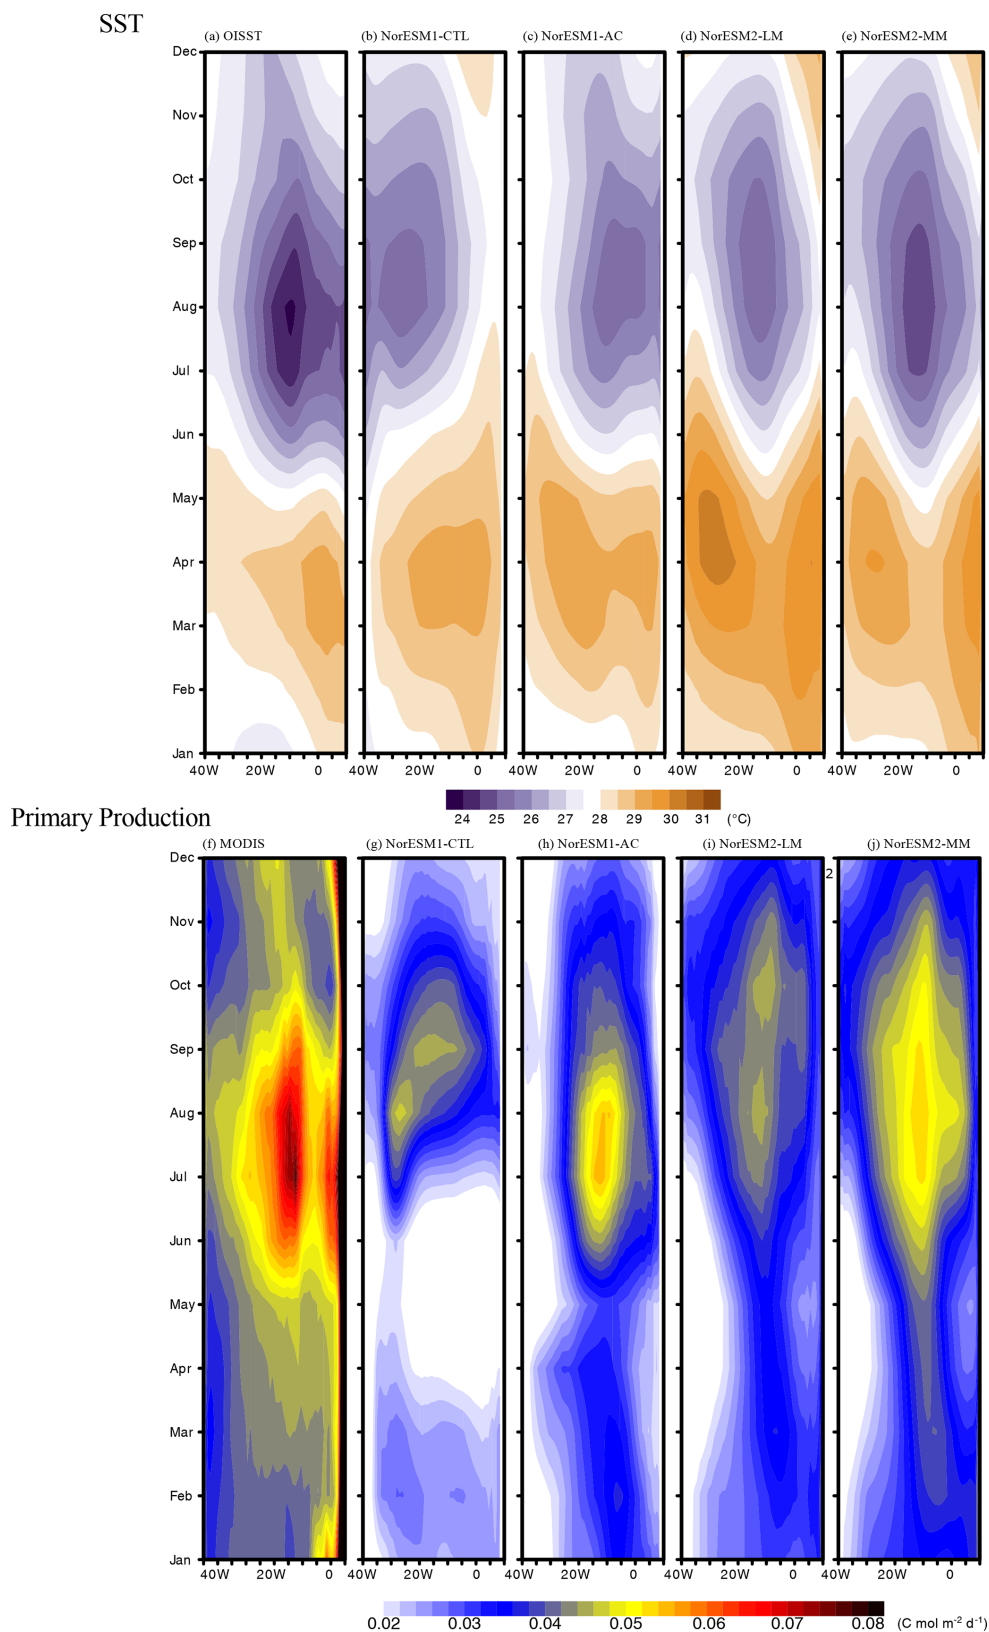 SST
(a) OISST (b) NorESM1-CTL (c) NorESM1-AC (d) NorESM2-LM (e) NorESM2-MM
Dec
Nov
Oct
Sep
Aug
Jul
Jun
May
Apr
Mar
Feb
Jan
40W 20W 0 40W 20W 0 40W 20W 0 40W 20W 0 40W 20W 0
24 25 26 27 28 29 30 31 (°C)
Primary Production
(f) MODIS (g) NorESM1-CTL (h) NorESM1-AC (i) NorESM2-LM (j) NorESM2-MM
Dec
2
Nov
Oct
Sep
Aug
Jul
Jun
May
Apr
Mar
Feb
Jan
40W 20W 0 40W 20W 0 40W 20W 0 40W 20W 0 40W 20W 0
0.02 0.03 0.04 0.05 0.06 0.07 0.08 (C mol m⁻² d⁻¹)